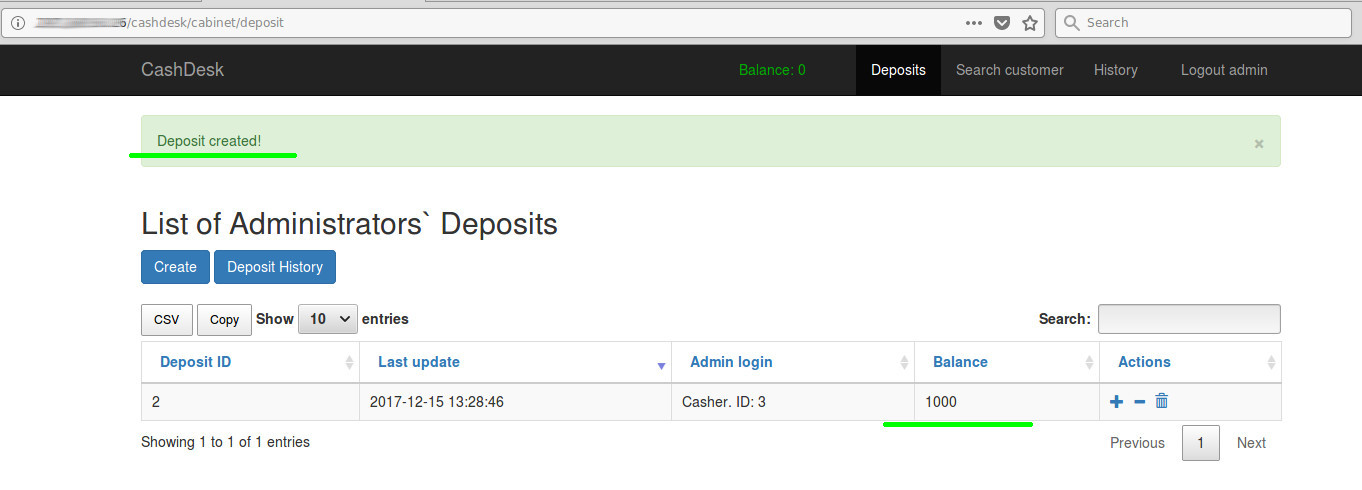 /cashdesk/cabinet/deposit
Search
CashDesk
Balance: 0
Deposits
Search customer
History
Logout admin
Deposit created!
×
List of Administrators` Deposits
Create
Deposit History
CSV
Copy
Show 10 entries
Search:
Deposit ID Last update Admin login Balance Actions
2 2017-12-15 13:28:46 Casher. ID: 3 1000
Showing 1 to 1 of 1 entries
Previous 1 Next